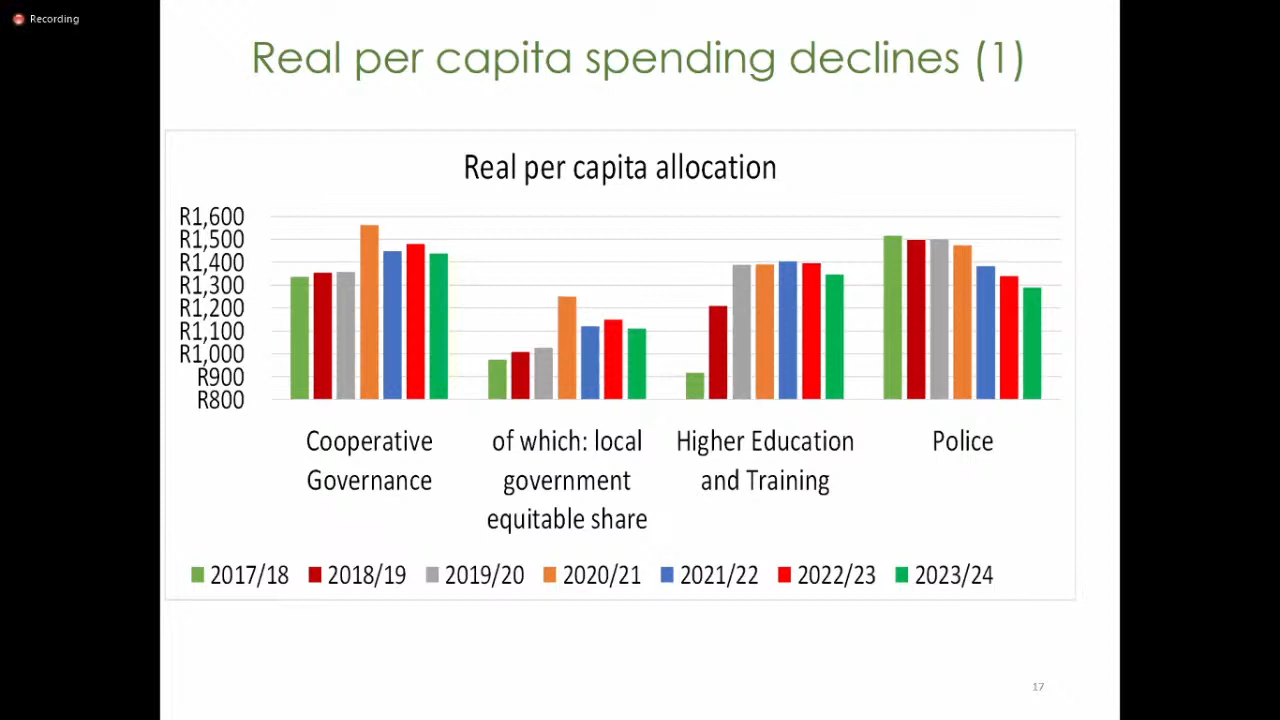 Recording
Real per capita spending declines (1)
Real per capita allocation
R1,600
R1,500
R1,400
R1,300
R1,200
R1,100
R1,000
R900
R800
Cooperative
Governance
of which: local
government
equitable share
Higher Education
and Training
Police
2017/18 2018/19 2019/20 2020/21 2021/22 2022/23 2023/24
17